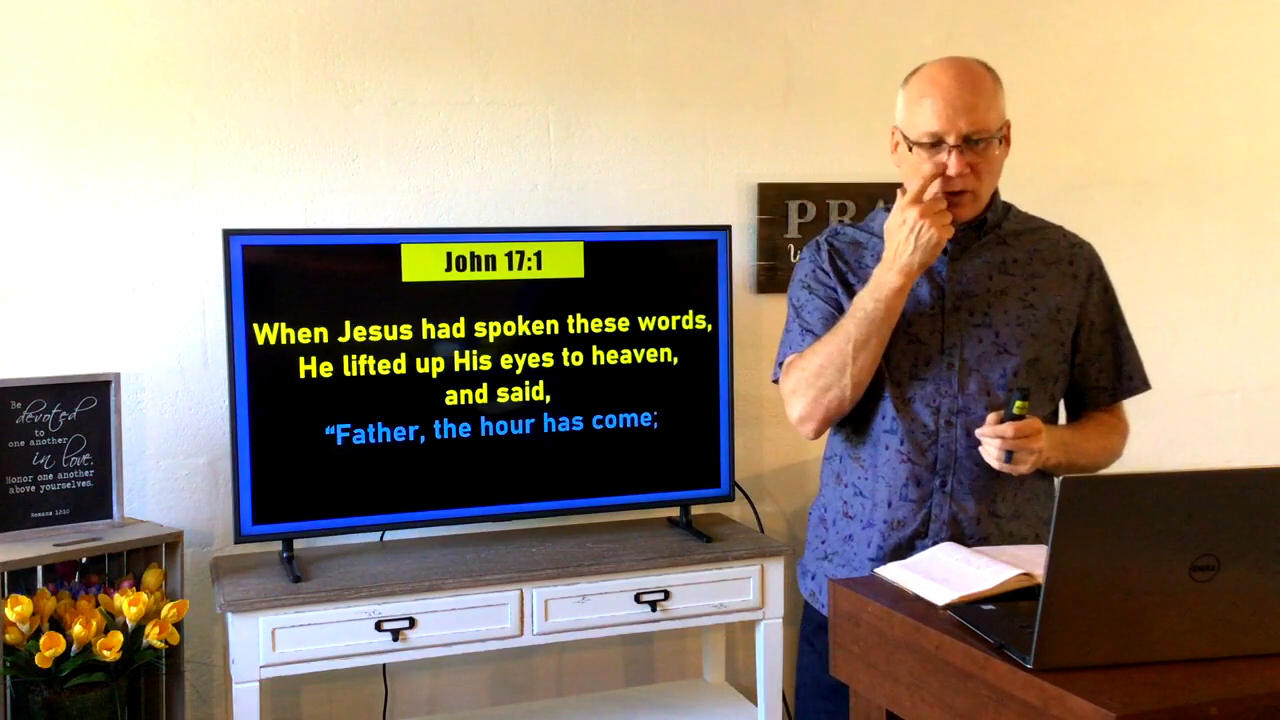 John 17:1
When Jesus had spoken these words,
He lifted up His eyes to heaven,
and said,
“Father, the hour has come;
Be
devoted
to
one another
in love.
Honor one another
above yourselves.
Romans 12:10
PRA
DELL